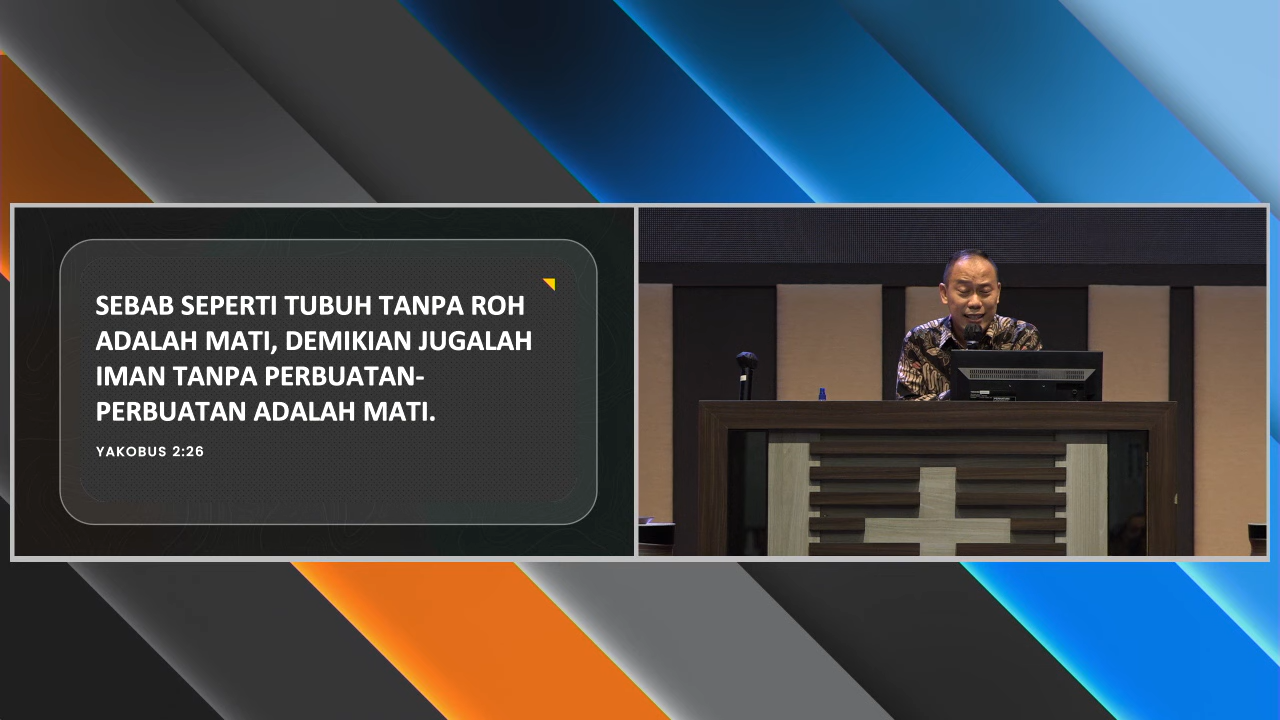 SEBAB SEPERTI TUBUH TANPA ROH
ADALAH MATI, DEMIKIAN JUGALAH
IMAN TANPA PERBUATAN-
PERBUATAN ADALAH MATI.
YAKOBUS 2:26